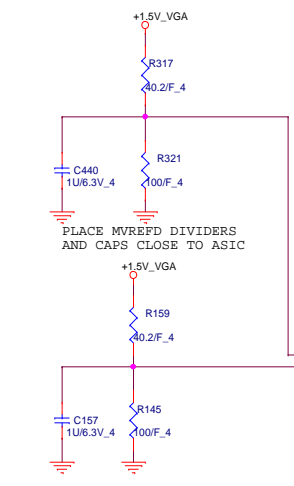 +1.5V_VGA
R317
40.2/F_4
C440
1U/6.3V_4
R321
100/F_4
PLACE MVREFD DIVIDERS
AND CAPS CLOSE TO ASIC
+1.5V_VGA
R159
40.2/F_4
C157
1U/6.3V_4
R145
100/F_4